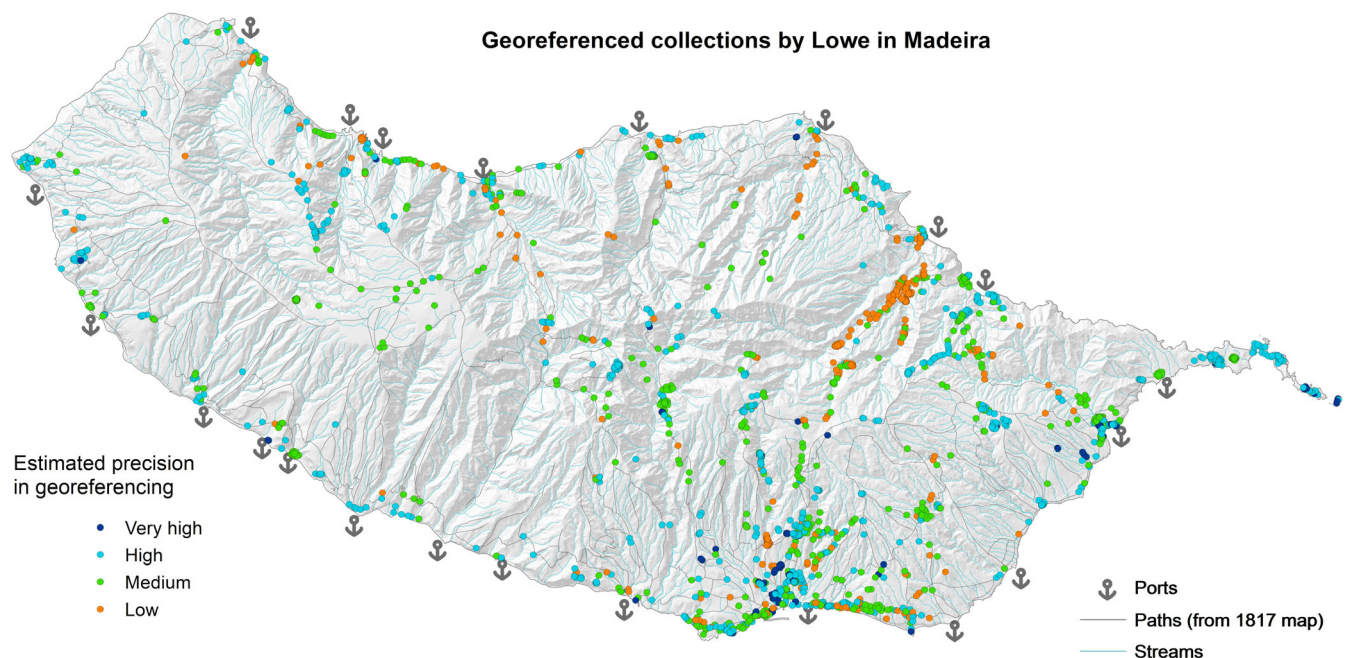 Georeferenced collections by Lowe in Madeira
Estimated precision
in georeferencing
Very high
High
Medium
Low
Ports
Paths (from 1817 map)
Streams